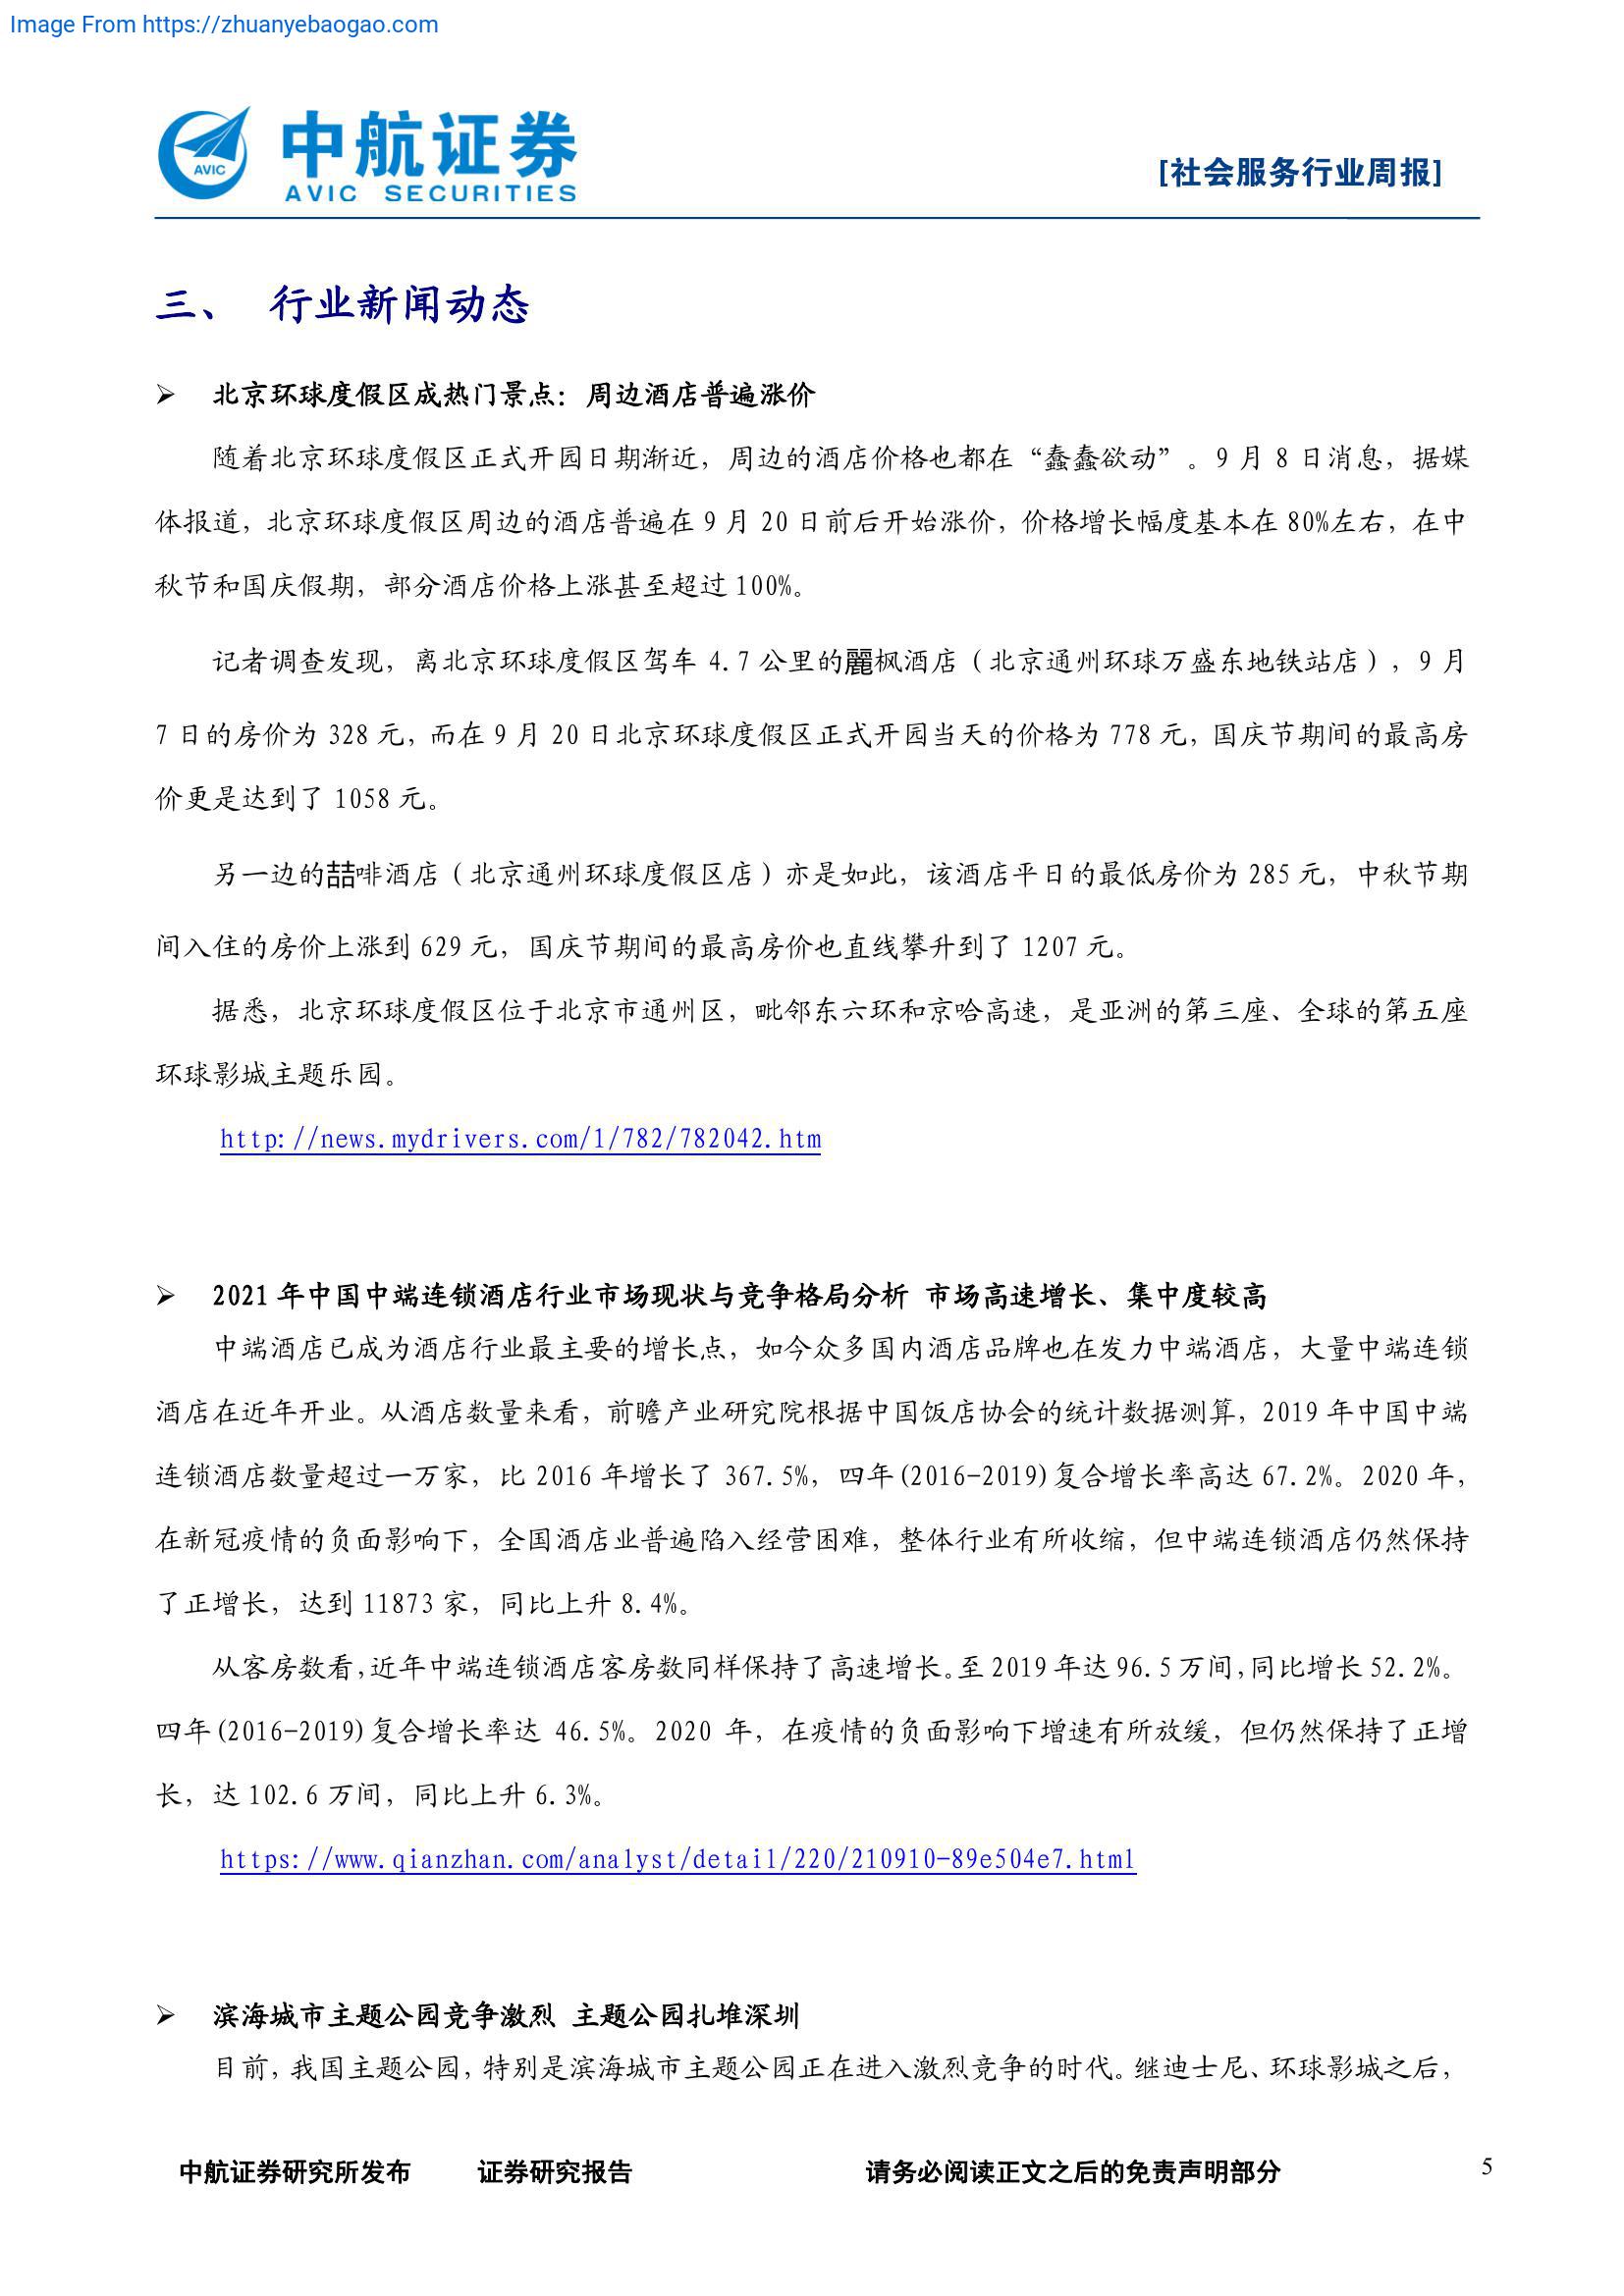 Image From https://zhuanyebaogao.com
中航证券
AVIC SECURITIES
AVIC
[社会服务行业周报]
三、 行业新闻动态
➢ 北京环球度假区成热门景点：周边酒店普遍涨价
随着北京环球度假区正式开园日期渐近，周边的酒店价格也都在“蠢蠢欲动”。9 月 8 日消息，据媒
体报道，北京环球度假区周边的酒店普遍在 9 月 20 日前后开始涨价，价格增长幅度基本在 80%左右，在中
秋节和国庆假期，部分酒店价格上涨甚至超过 100%。
记者调查发现，离北京环球度假区驾车 4.7 公里的麗枫酒店（北京通州环球万盛东地铁站店），9 月
7 日的房价为 328 元，而在 9 月 20 日北京环球度假区正式开园当天的价格为 778 元，国庆节期间的最高房
价更是达到了 1058 元。
另一边的喆啡酒店（北京通州环球度假区店）亦是如此，该酒店平日的最低房价为 285 元，中秋节期
间入住的房价上涨到 629 元，国庆节期间的最高房价也直线攀升到了 1207 元。
据悉，北京环球度假区位于北京市通州区，毗邻东六环和京哈高速，是亚洲的第三座、全球的第五座
环球影城主题乐园。
http://news.mydrivers.com/1/782/782042.htm
➢ 2021 年中国中端连锁酒店行业市场现状与竞争格局分析 市场高速增长、集中度较高
中端酒店已成为酒店行业最主要的增长点，如今众多国内酒店品牌也在发力中端酒店，大量中端连锁
酒店在近年开业。从酒店数量来看，前瞻产业研究院根据中国饭店协会的统计数据测算，2019 年中国中端
连锁酒店数量超过一万家，比 2016 年增长了 367.5%，四年(2016-2019)复合增长率高达 67.2%。2020 年，
在新冠疫情的负面影响下，全国酒店业普遍陷入经营困难，整体行业有所收缩，但中端连锁酒店仍然保持
了正增长，达到 11873 家，同比上升 8.4%。
从客房数看，近年中端连锁酒店客房数同样保持了高速增长。至 2019 年达 96.5 万间，同比增长 52.2%。
四年(2016-2019)复合增长率达 46.5%。2020 年，在疫情的负面影响下增速有所放缓，但仍然保持了正增
长，达 102.6 万间，同比上升 6.3%。
https://www.qianzhan.com/analyst/detail/220/210910-89e504e7.html
➢ 滨海城市主题公园竞争激烈 主题公园扎堆深圳
目前，我国主题公园，特别是滨海城市主题公园正在进入激烈竞争的时代。继迪士尼、环球影城之后，
中航证券研究所发布 证券研究报告 请务必阅读正文之后的免责声明部分 5